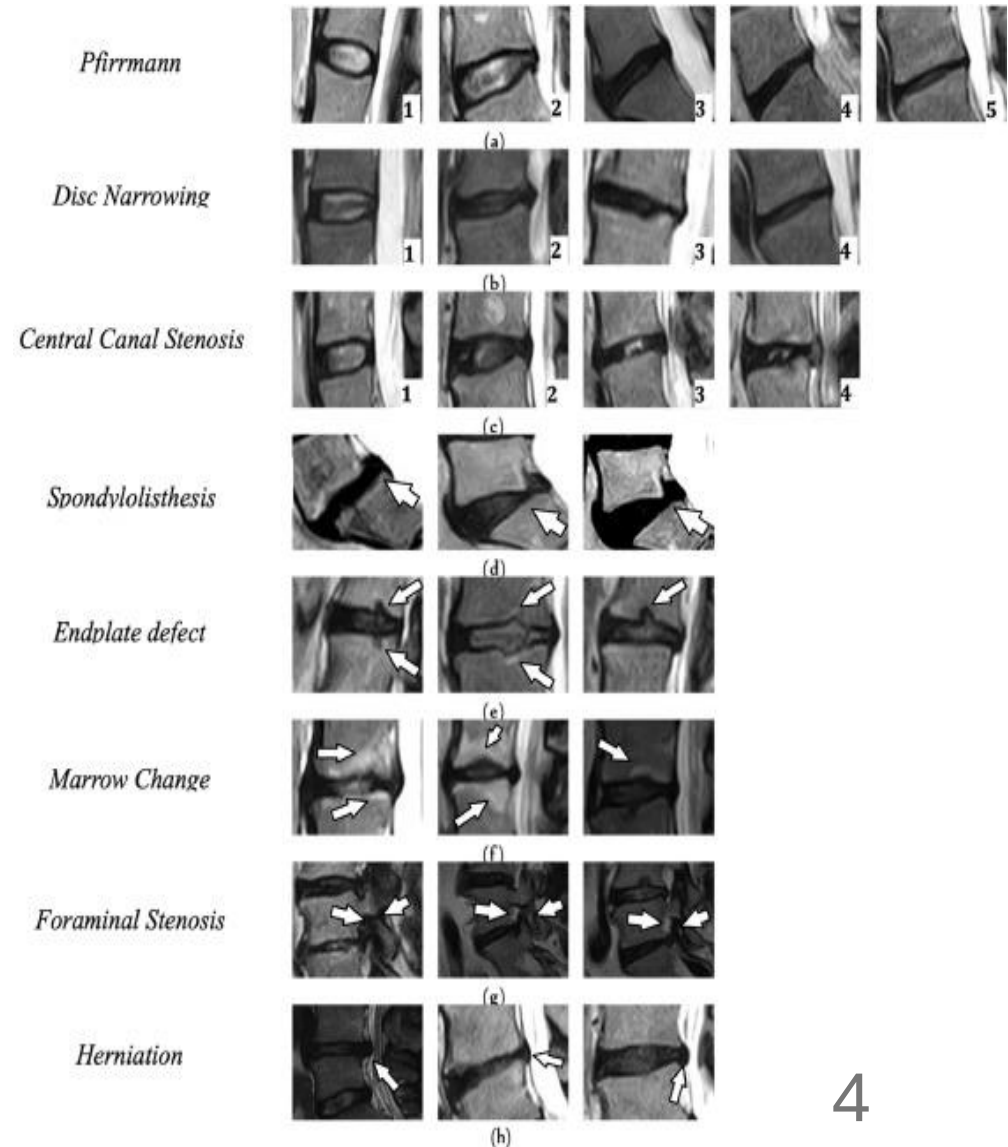 Pfirrmann
1 2 3 4 5
(a)
Disc Narrowing
1 2 3 4
(b)
Central Canal Stenosis
1 2 3 4
(c)
Spondylolisthesis
(d)
Endplate defect
(e)
Marrow Change
(f)
Foraminal Stenosis
(g)
Herniation
(h)
4